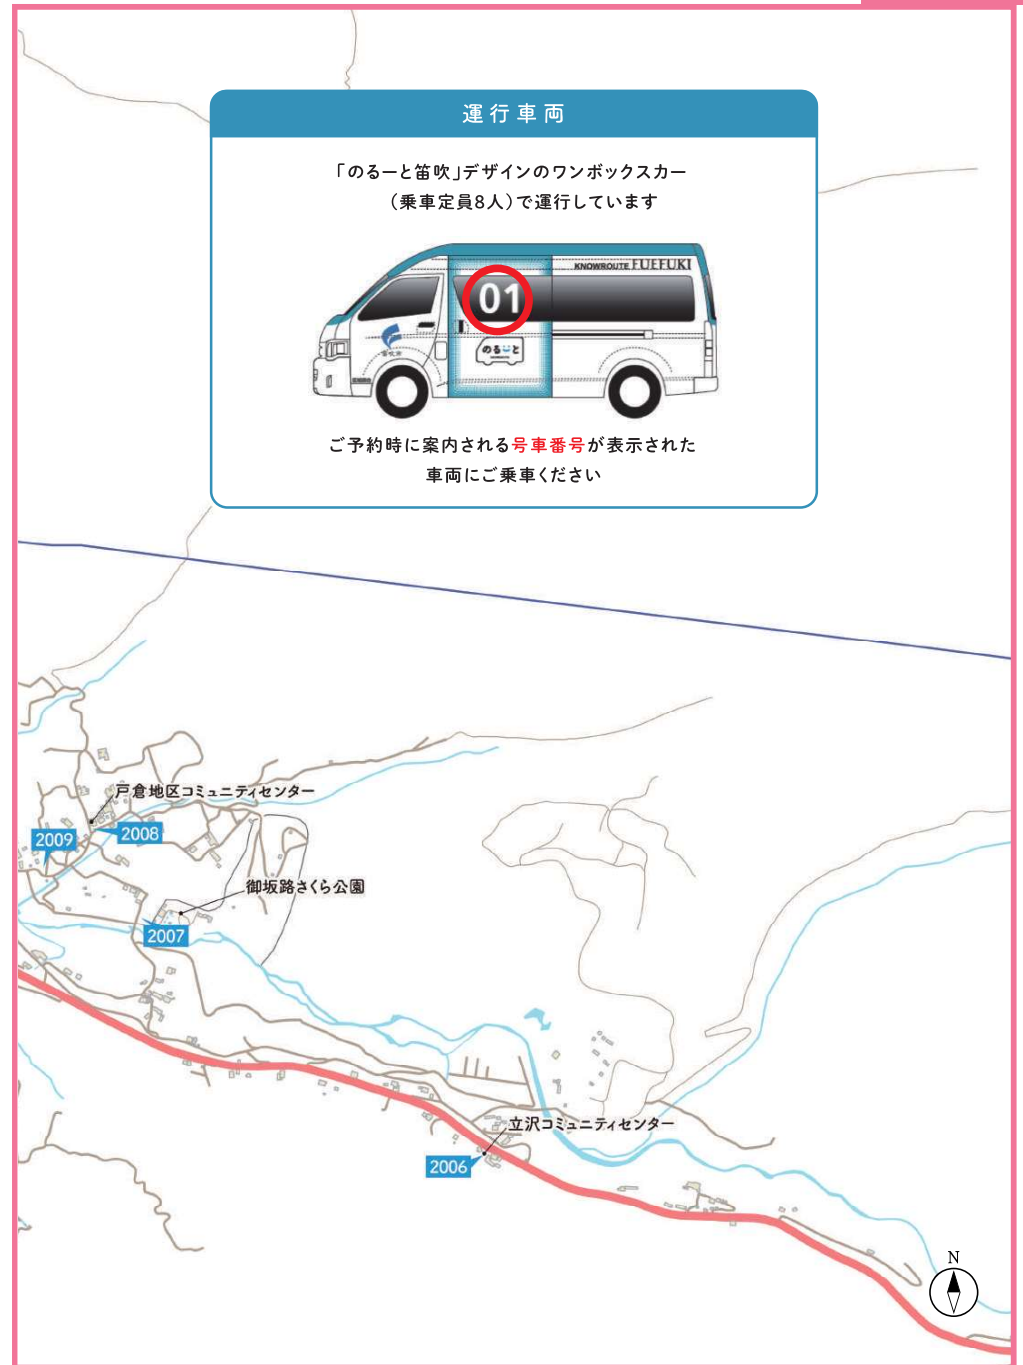 運行車両
「のるーと笛吹」デザインのワンボックスカー
（乗車定員8人）で運行しています
KNOWROUTE FUEFUKI
01
笛吹市
のるーと
ご予約時に案内される号車番号が表示された
車両にご乗車ください
戸倉地区コミュニティセンター
2009
2008
御坂路さくら公園
2007
立沢コミュニティセンター
2006
N